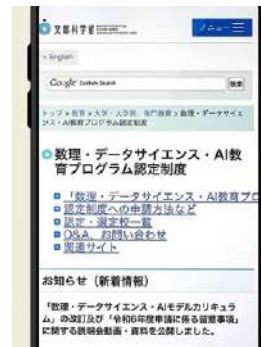 文部科学省
メニュー
> English
Google Custom Search
検索
トップ > 教育 > 大学・大学院、専門教育 > 数理・データサイエ
ンス・AI教育プログラム認定制度
数理・データサイエンス・AI教
育プログラム認定制度
「数理・データサイエンス・AI教育プロ
認定制度への申請方法など
認定・選定校一覧
Q&A、お問い合わせ
関連サイト
お知らせ（新着情報）
「数理・データサイエンス・AIモデルカリキュラ
ム」の改訂及び「令和6年度申請に係る留意事項」
に関する説明会動画・資料を公開しました。